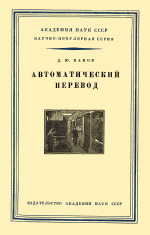 АКАДЕМИЯ НАУК СССР
НАУЧНО-ПОПУЛЯРНАЯ СЕРИЯ
Д. Ю. ПАНОВ
АВТОМАТИЧЕСКИЙ
ПЕРЕВОД
ИЗДАТЕЛЬСТВО АКАДЕМИИ НАУК СССР